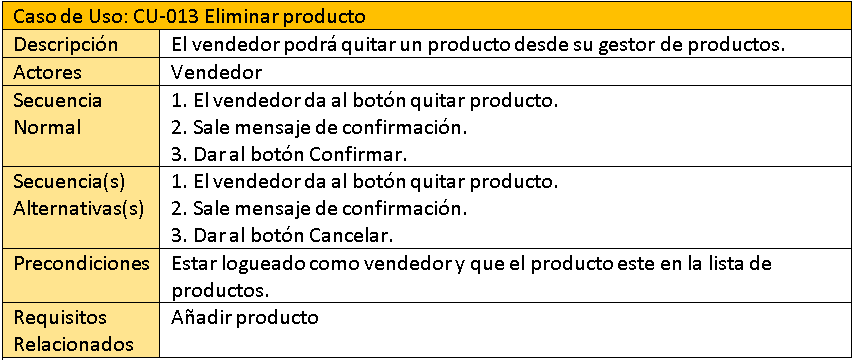 Caso de Uso: CU-013 Eliminar producto
Descripción El vendedor podrá quitar un producto desde su gestor de productos.
Actores Vendedor
Secuencia Normal
1. El vendedor da al botón quitar producto.
2. Sale mensaje de confirmación.
3. Dar al botón Confirmar.
Secuencia(s) Alternativas(s)
1. El vendedor da al botón quitar producto.
2. Sale mensaje de confirmación.
3. Dar al botón Cancelar.
Precondiciones Estar logueado como vendedor y que el producto este en la lista de
productos.
Requisitos Relacionados
Añadir producto